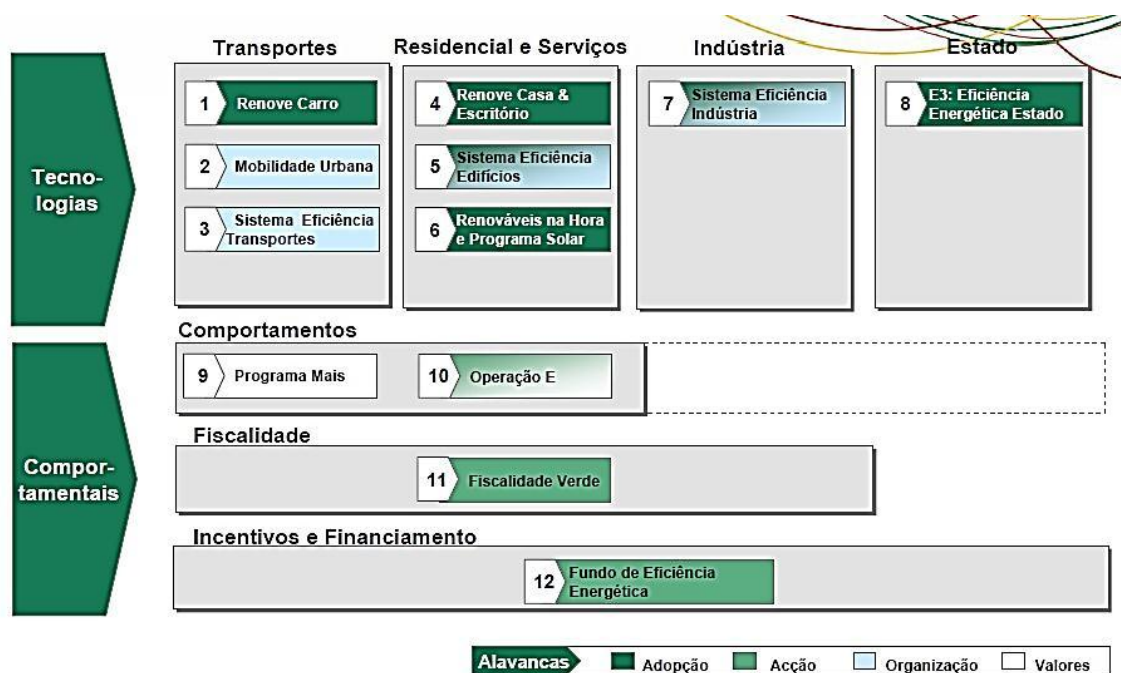 Transportes
Residencial e Serviços
Indústria
Estado
Tecno-
logias
1
Renove Carro
2
Mobilidade Urbana
3
Sistema Eficiência
Transportes
4
Renove Casa &
Escritório
5
Sistema Eficiência
Edifícios
6
Renováveis na Hora
e Programa Solar
7
Sistema Eficiência
Indústria
8
E3: Eficiência
Energética Estado
Compor-
tamentais
Comportamentos
9
Programa Mais
10
Operação E
Fiscalidade
11
Fiscalidade Verde
Incentivos e Financiamento
12
Fundo de Eficiência
Energética
Alavancas
Adopção
Acção
Organização
Valores